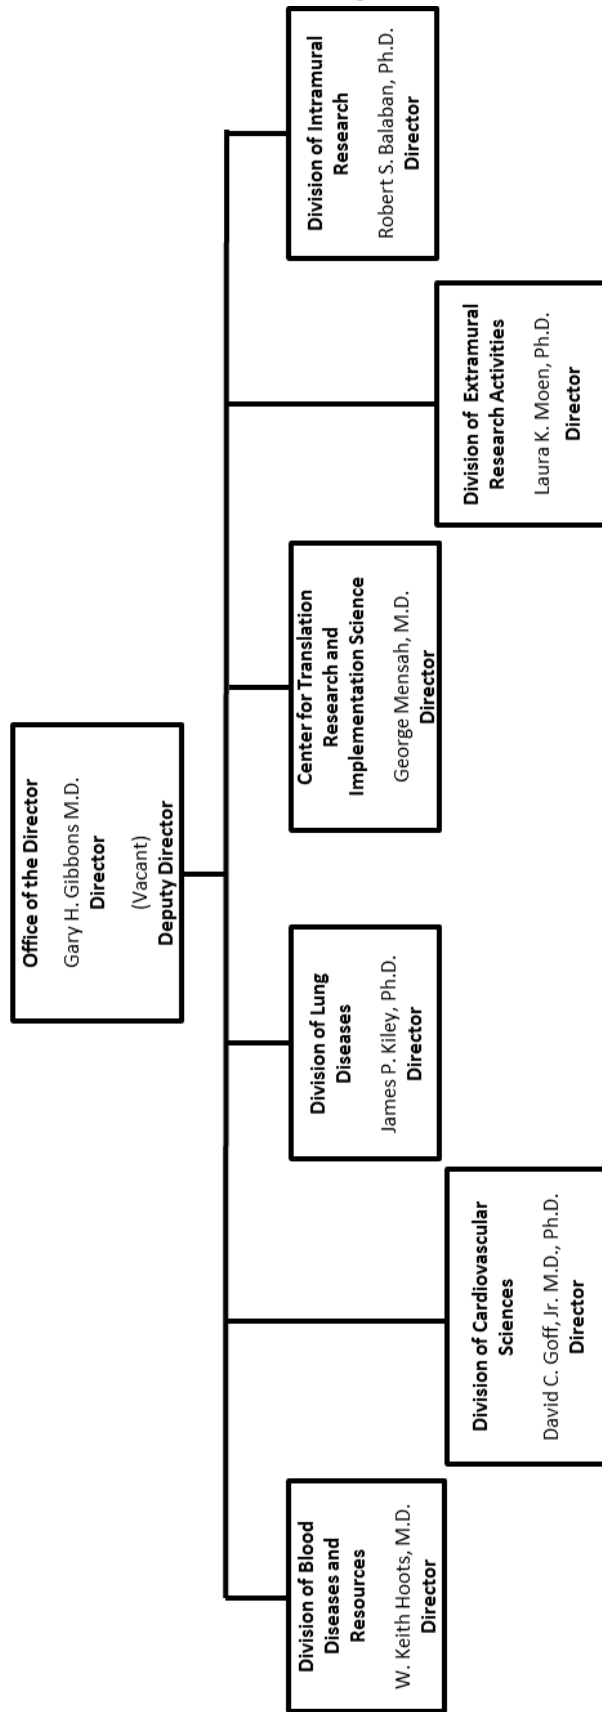 Office of the Director
Gary H. Gibbons M.D.
Director
(Vacant)
Deputy Director
Division of Blood
Diseases and
Resources
W. Keith Hoots, M.D.
Director
Division of Cardiovascular
Sciences
David C. Goff, Jr. M.D., Ph.D.
Director
Division of Lung
Diseases
James P. Kiley, Ph.D.
Director
Center for Translation
Research and
Implementation Science
George Mensah, M.D.
Director
Division of Extramural
Research Activities
Laura K. Moen, Ph.D.
Director
Division of Intramural
Research
Robert S. Balaban, Ph.D.
Director